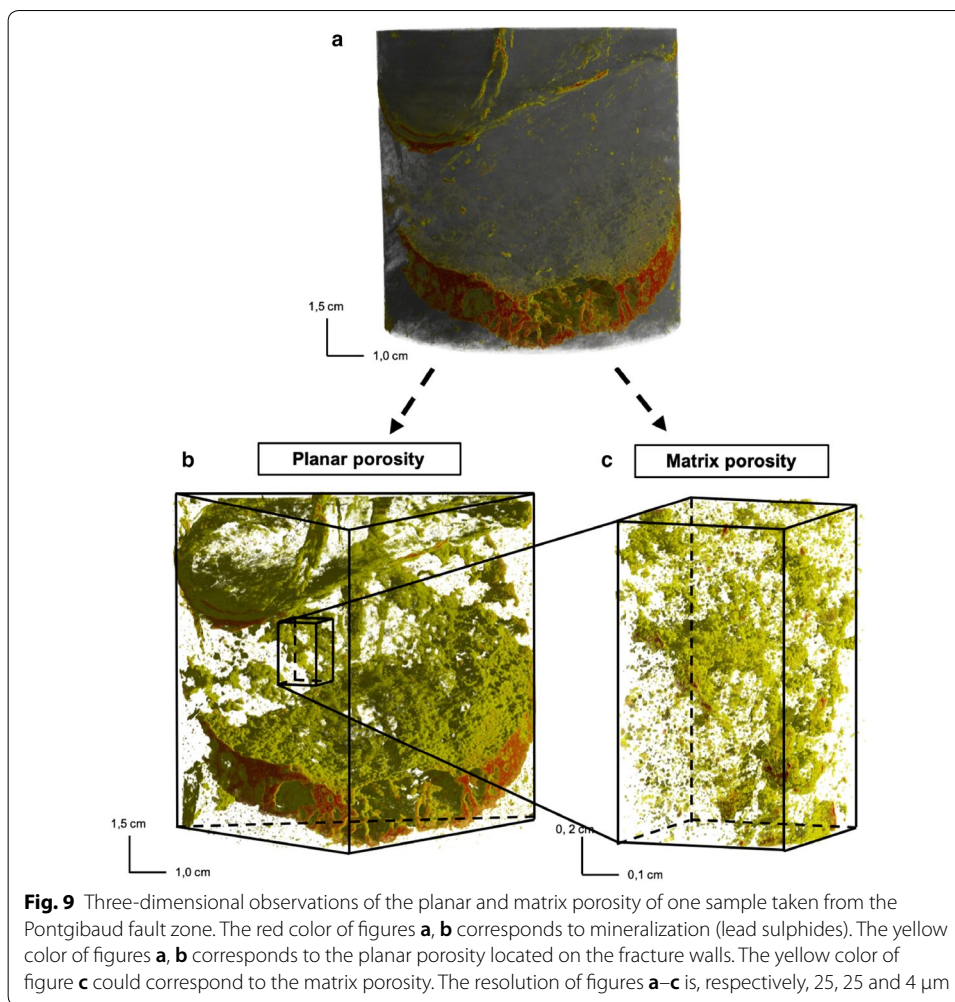 a
1,5 cm
1,0 cm
b
Planar porosity
c
Matrix porosity
1,5 cm
1,0 cm
0, 2 cm
0,1 cm
Fig. 9 Three-dimensional observations of the planar and matrix porosity of one sample taken from the
Pontgibaud fault zone. The red color of figures a, b corresponds to mineralization (lead sulphides). The yellow
color of figures a, b corresponds to the planar porosity located on the fracture walls. The yellow color of
figure c could correspond to the matrix porosity. The resolution of figures a–c is, respectively, 25, 25 and 4 μm